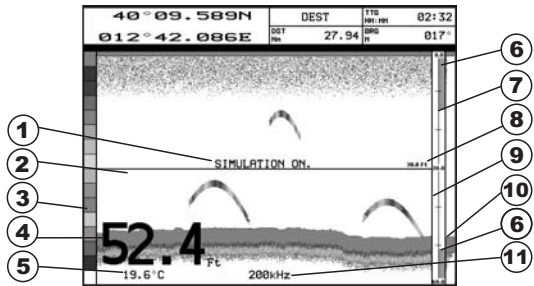 40°09.589N DEST TTG HH:MM 02:32
012°42.086E DST Nm 27.94 BRG M 017°
0.0
6
7
1
8
SIMULATION ON.
2
9
3
10
4
52.4 Ft
6
5
19.6°C 200kHz
11